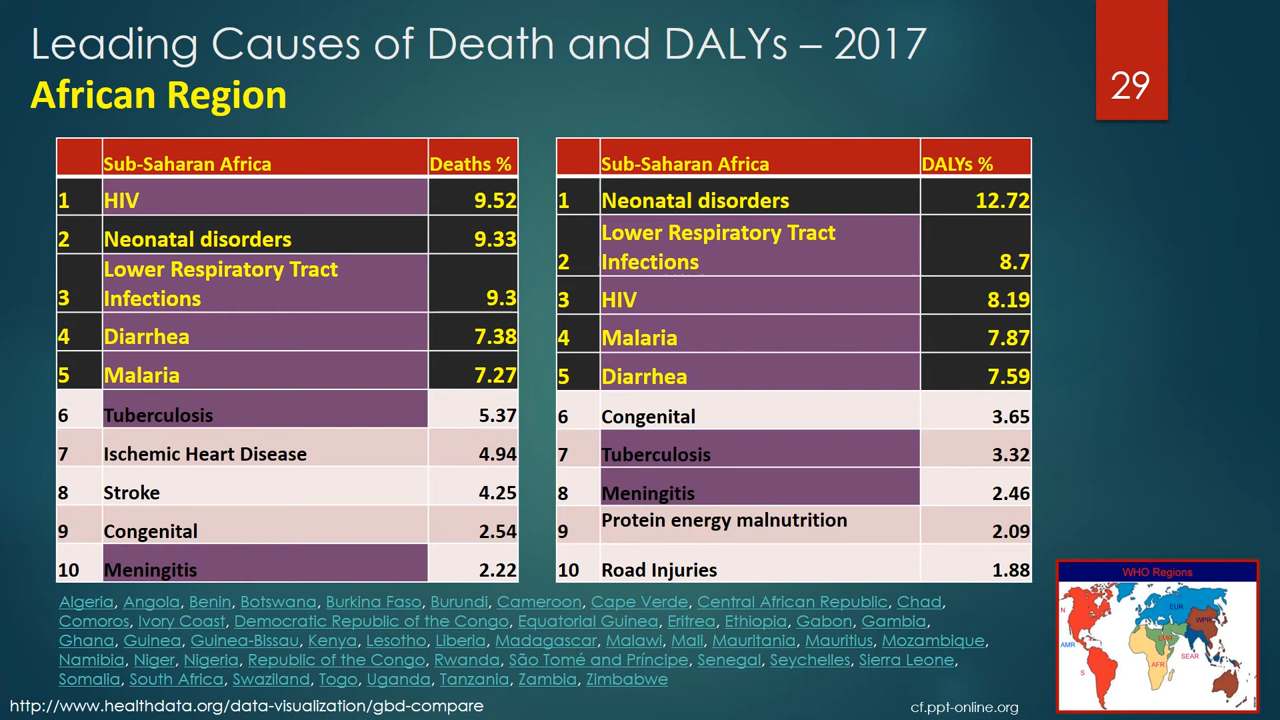 Leading Causes of Death and DALYs – 2017
African Region
29
Sub-Saharan Africa Deaths %
1 HIV 9.52
2 Neonatal disorders 9.33
3 Lower Respiratory Tract Infections 9.3
4 Diarrhea 7.38
5 Malaria 7.27
6 Tuberculosis 5.37
7 Ischemic Heart Disease 4.94
8 Stroke 4.25
9 Congenital 2.54
10 Meningitis 2.22
Sub-Saharan Africa DALYs %
1 Neonatal disorders 12.72
2 Lower Respiratory Tract Infections 8.7
3 HIV 8.19
4 Malaria 7.87
5 Diarrhea 7.59
6 Congenital 3.65
7 Tuberculosis 3.32
8 Meningitis 2.46
9 Protein energy malnutrition 2.09
10 Road Injuries 1.88
Algeria, Angola, Benin, Botswana, Burkina Faso, Burundi, Cameroon, Cape Verde, Central African Republic, Chad,
Comoros, Ivory Coast, Democratic Republic of the Congo, Equatorial Guinea, Eritrea, Ethiopia, Gabon, Gambia,
Ghana, Guinea, Guinea-Bissau, Kenya, Lesotho, Liberia, Madagascar, Malawi, Mali, Mauritania, Mauritius, Mozambique,
Namibia, Niger, Nigeria, Republic of the Congo, Rwanda, São Tomé and Príncipe, Senegal, Seychelles, Sierra Leone,
Somalia, South Africa, Swaziland, Togo, Uganda, Tanzania, Zambia, Zimbabwe
WHO Regions
N
EUR
WPR
EMR
AMR
SEAR
AFR
S
http://www.healthdata.org/data-visualization/gbd-compare
cf.ppt-online.org